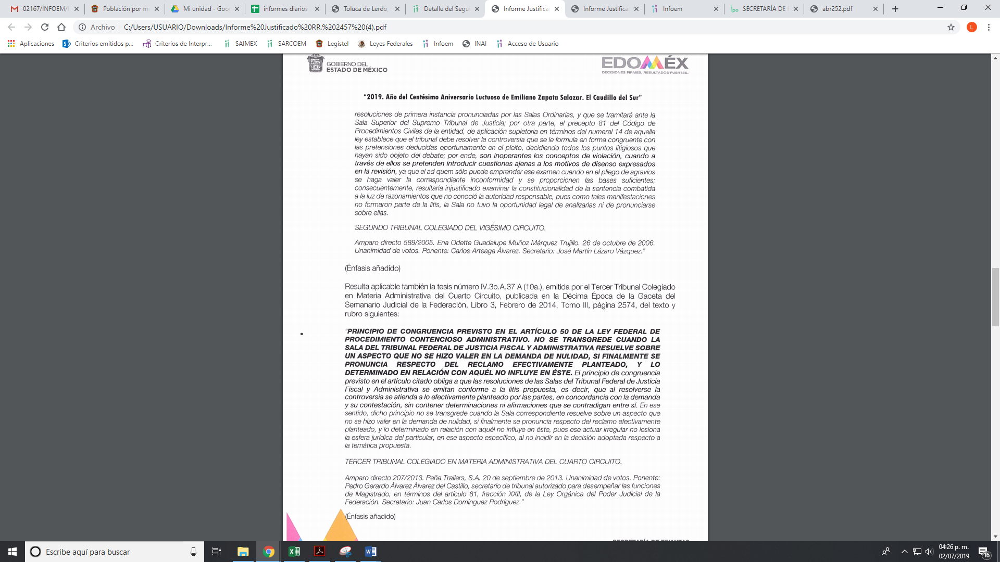 02167/INFOEM/I
Población por mu
Mi unidad - Goo
informes diarios
Toluca de Lerdo,
Detalle del Segui
Informe Justifica
Informe Justifica
Infoem
SECRETARÍA DE
abr252.pdf
Archivo
C:/Users/USUARIO/Downloads/Informe%20Justificado%20RR.%202457%20(4).pdf
L
Aplicaciones
Criterios emitidos p...
Criterios de Interpr...
SAIMEX
SARCOEM
Legistel
Leyes Federales
Infoem
INAI
Acceso de Usuario
GOBIERNO DEL
ESTADO DE MÉXICO
EDOMÉX
DECISIONES FIRMES, RESULTADOS FUERTES.
“2019. Año del Centésimo Aniversario Luctuoso de Emiliano Zapata Salazar. El Caudillo del Sur”
resoluciones de primera instancia pronunciadas por las Salas Ordinarias, y que se tramitará ante la
Sala Superior del Supremo Tribunal de Justicia; por otra parte, el precepto 81 del Código de
Procedimientos Civiles de la entidad, de aplicación supletoria en términos del numeral 14 de aquella
ley establece que el tribunal debe resolver la controversia que se le formula en forma congruente con
las pretensiones deducidas oportunamente en el pleito, decidiendo todos los puntos litigiosos que
hayan sido objeto del debate; por ende, son inoperantes los conceptos de violación, cuando a
través de ellos se pretenden introducir cuestiones ajenas a los motivos de disenso expresados
en la revisión, ya que el ad quem sólo puede emprender ese examen cuando en el pliego de agravios
se haga valer la correspondiente inconformidad y se proporcionen las bases suficientes;
consecuentemente, resultaría injustificado examinar la constitucionalidad de la sentencia combatida
a la luz de razonamientos que no conoció la autoridad responsable, pues como tales manifestaciones
no formaron parte de la litis, la Sala no tuvo la oportunidad legal de analizarlas ni de pronunciarse
sobre ellas.
SEGUNDO TRIBUNAL COLEGIADO DEL VIGÉSIMO CIRCUITO.
Amparo directo 589/2005. Ena Odette Guadalupe Muñoz Márquez Trujillo. 26 de octubre de 2006.
Unanimidad de votos. Ponente: Carlos Arteaga Álvarez. Secretario: José Martín Lázaro Vázquez.”
(Énfasis añadido)
Resulta aplicable también la tesis número IV.3o.A.37 A (10a.), emitida por el Tercer Tribunal Colegiado
en Materia Administrativa del Cuarto Circuito, publicada en la Décima Época de la Gaceta del
Semanario Judicial de la Federación, Libro 3, Febrero de 2014, Tomo III, página 2574, del texto y
rubro siguientes:
“PRINCIPIO DE CONGRUENCIA PREVISTO EN EL ARTÍCULO 50 DE LA LEY FEDERAL DE
PROCEDIMIENTO CONTENCIOSO ADMINISTRATIVO. NO SE TRANSGREDE CUANDO LA
SALA DEL TRIBUNAL FEDERAL DE JUSTICIA FISCAL Y ADMINISTRATIVA RESUELVE SOBRE
UN ASPECTO QUE NO SE HIZO VALER EN LA DEMANDA DE NULIDAD, SI FINALMENTE SE
PRONUNCIA RESPECTO DEL RECLAMO EFECTIVAMENTE PLANTEADO, Y LO
DETERMINADO EN RELACIÓN CON AQUÉL NO INFLUYE EN ÉSTE. El principio de congruencia
previsto en el artículo citado obliga a que las resoluciones de las Salas del Tribunal Federal de Justicia
Fiscal y Administrativa se emitan conforme a la litis propuesta, es decir, que al resolverse la
controversia se atienda a lo efectivamente planteado por las partes, en concordancia con la demanda
y su contestación, sin contener determinaciones ni afirmaciones que se contradigan entre sí. En ese
sentido, dicho principio no se transgrede cuando la Sala correspondiente resuelve sobre un aspecto que
no se hizo valer en la demanda de nulidad, si finalmente se pronuncia respecto del reclamo efectivamente
planteado, y lo determinado en relación con aquél no influye en éste, pues ese actuar irregular no lesiona
la esfera jurídica del particular, en ese aspecto específico, al no incidir en la decisión adoptada respecto a
la temática propuesta.
TERCER TRIBUNAL COLEGIADO EN MATERIA ADMINISTRATIVA DEL CUARTO CIRCUITO.
Amparo directo 207/2013. Peña Trailers, S.A. 20 de septiembre de 2013. Unanimidad de votos. Ponente:
Pedro Gerardo Álvarez Álvarez del Castillo, secretario de tribunal autorizado para desempeñar las funciones
de Magistrado, en términos del artículo 81, fracción XXII, de la Ley Orgánica del Poder Judicial de la
Federación. Secretario: Juan Carlos Domínguez Rodríguez.”
(Énfasis añadido)
SECRETARÍA DE FINANZAS
Escribe aquí para buscar
04:26 p. m.
02/07/2019
16